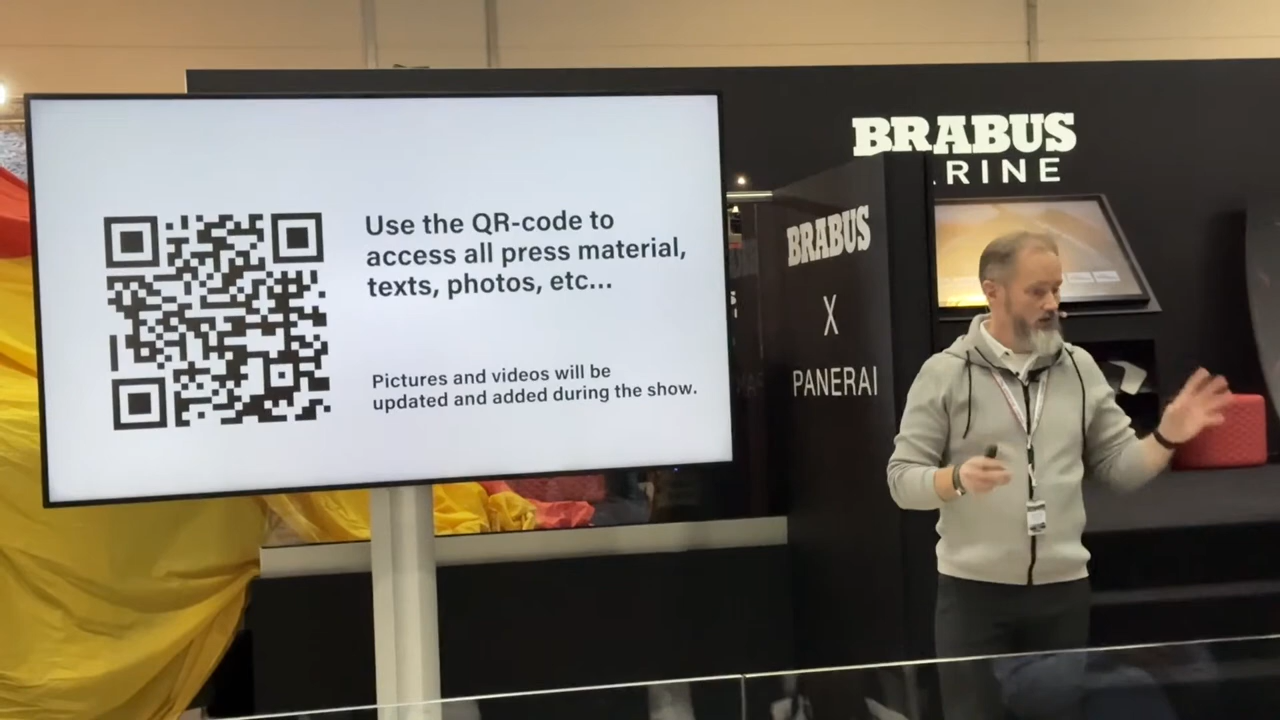 Use the QR-code to
access all press material,
texts, photos, etc...
Pictures and videos will be
updated and added during the show.
BRABUS
RINE
BRABUS
X
PANERAI